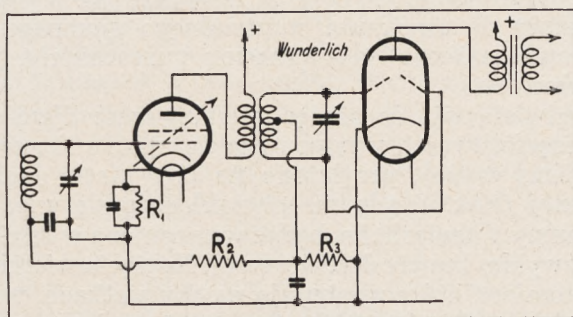 +
Wunderlich
+
R₁
R₂
R₃